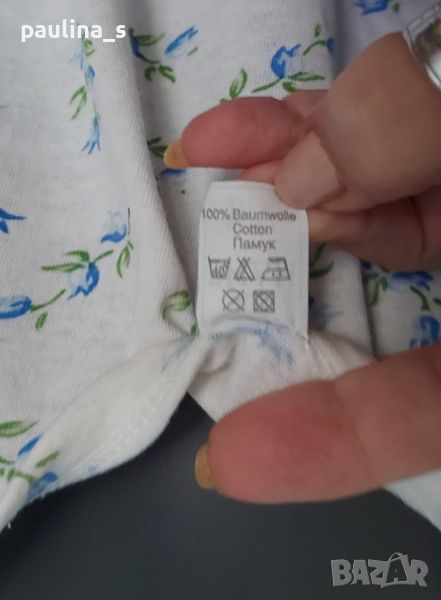 paulina_s
100% Baumwolle
Cotton
Памук
BAZAR